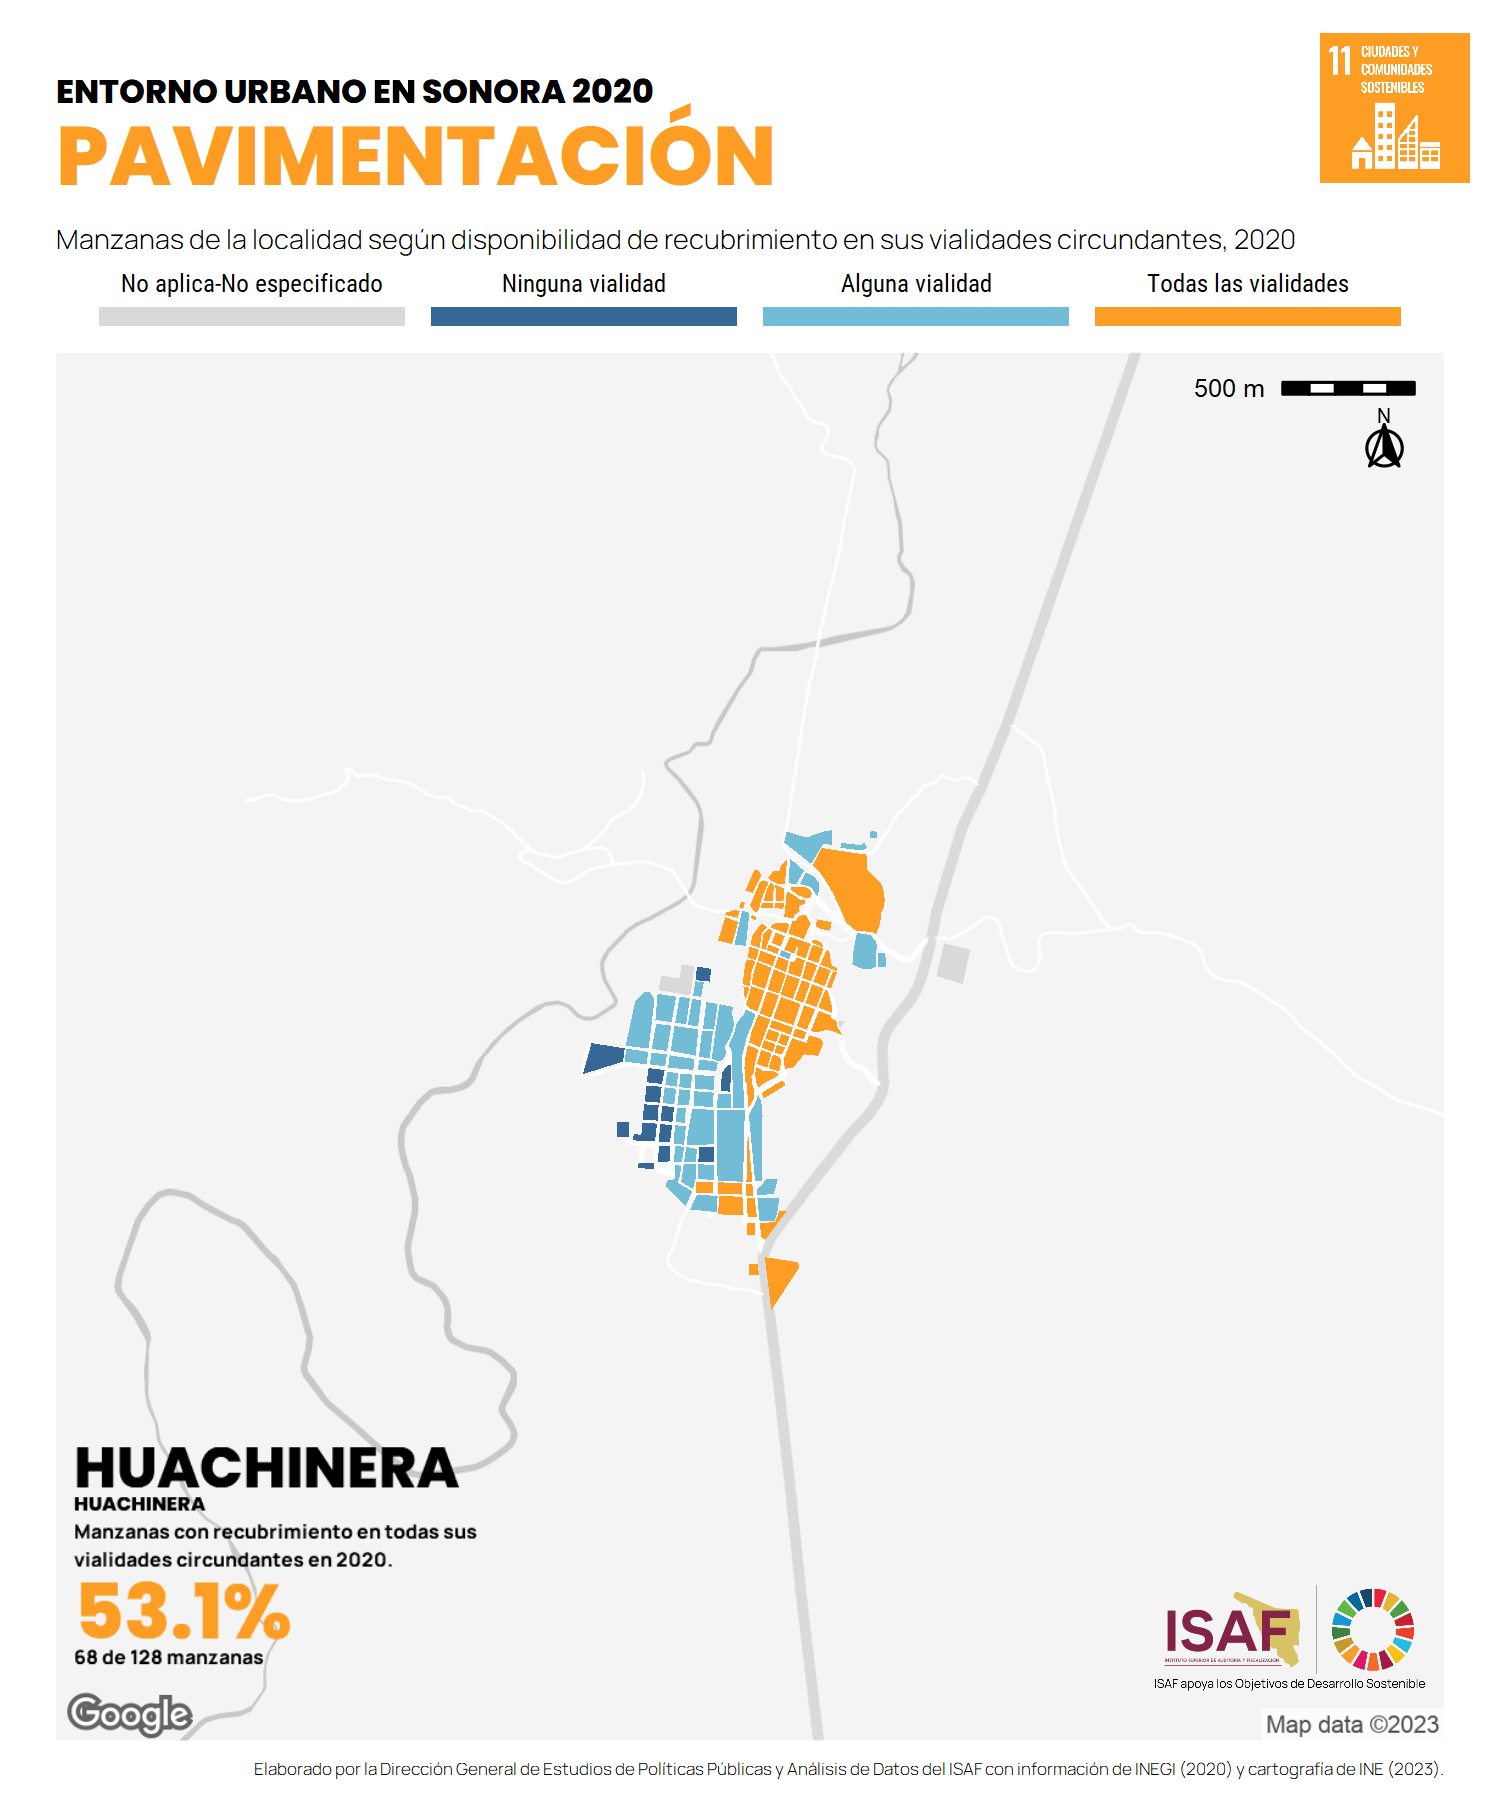 ENTORNO URBANO EN SONORA 2020
PAVIMENTACIÓN
11 CIUDADES Y
COMUNIDADES
SOSTENIBLES
Manzanas de la localidad según disponibilidad de recubrimiento en sus vialidades circundantes, 2020
No aplica-No especificado
Ninguna vialidad
Alguna vialidad
Todas las vialidades
500 m
N
HUACHINERA
HUACHINERA
Manzanas con recubrimiento en todas sus
vialidades circundantes en 2020.
53.1%
68 de 128 manzanas
Google
ISAF
INSTITUTO SUPERIOR DE AUDITORÍA Y FISCALIZACIÓN
ISAF apoya los Objetivos de Desarrollo Sostenible
Map data ©2023
Elaborado por la Dirección General de Estudios de Políticas Públicas y Análisis de Datos del ISAF con información de INEGI (2020) y cartografía de INE (2023).